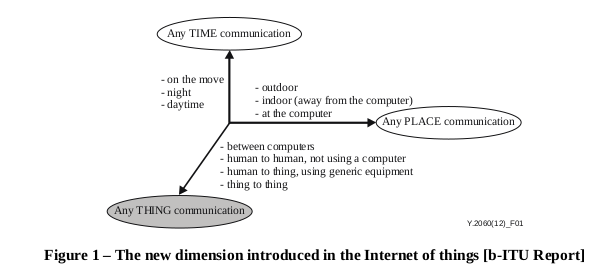 Any TIME communication
- on the move
- night
- daytime
- outdoor
- indoor (away from the computer)
- at the computer
Any PLACE communication
- between computers
- human to human, not using a computer
- human to thing, using generic equipment
- thing to thing
Any THING communication
Y.2060(12)_F01
Figure 1 – The new dimension introduced in the Internet of things [b-ITU Report]